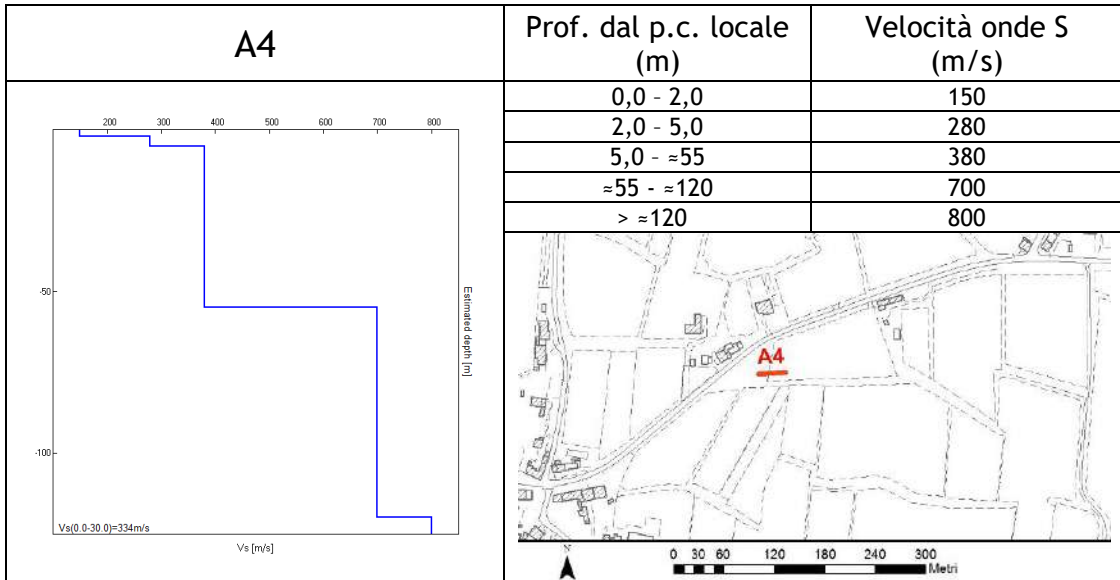 A4
Prof. dal p.c. locale (m)
Velocità onde S (m/s)
0,0 – 2,0 150
2,0 – 5,0 280
5,0 – ≈55 380
≈55 - ≈120 700
> ≈120 800
200 300 400 500 600 700 800
-50
-100
Estimated depth [m]
Vs(0.0-30.0)=334m/s
Vs [m/s]
A4
N
0 30 60 120 180 240 300
Metri